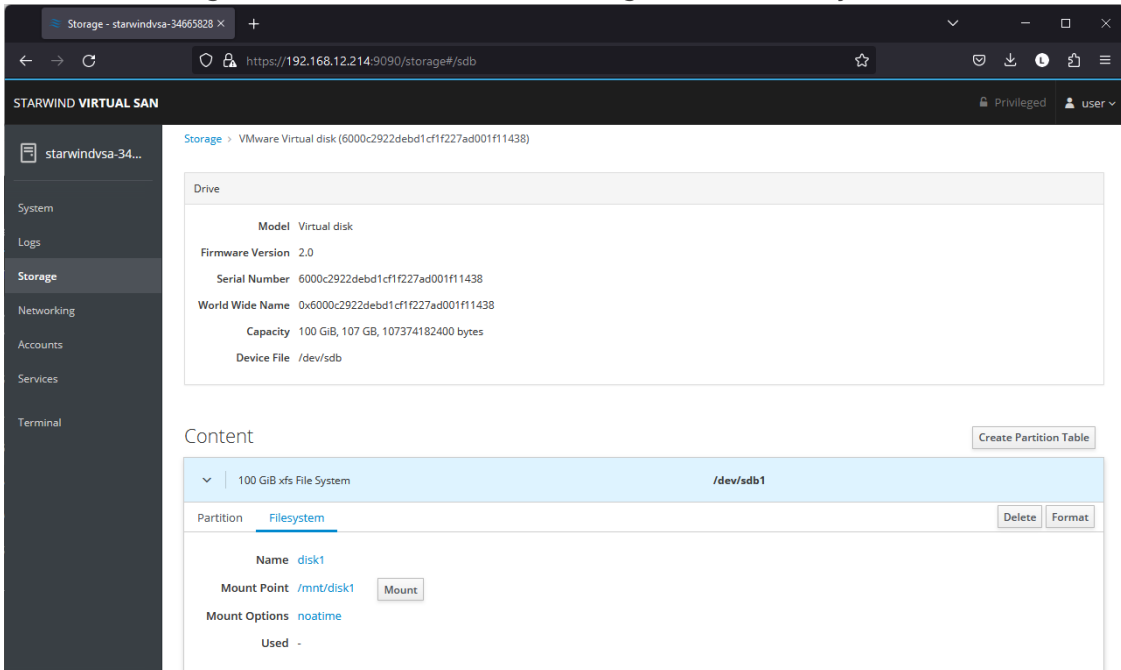 Storage - starwindvsa-34665828
https://192.168.12.214:9090/storage#/sdb
L
STARWIND VIRTUAL SAN
Privileged
user
starwindvsa-34...
System
Logs
Storage
Networking
Accounts
Services
Terminal
Storage > VMware Virtual disk (6000c2922debd1cf1f227ad001f11438)
Drive
Model Virtual disk
Firmware Version 2.0
Serial Number 6000c2922debd1cf1f227ad001f11438
World Wide Name 0x6000c2922debd1cf1f227ad001f11438
Capacity 100 GiB, 107 GB, 107374182400 bytes
Device File /dev/sdb
Content
Create Partition Table
100 GiB xfs File System /dev/sdb1
Partition Filesystem Delete Format
Name disk1
Mount Point /mnt/disk1 Mount
Mount Options noatime
Used -